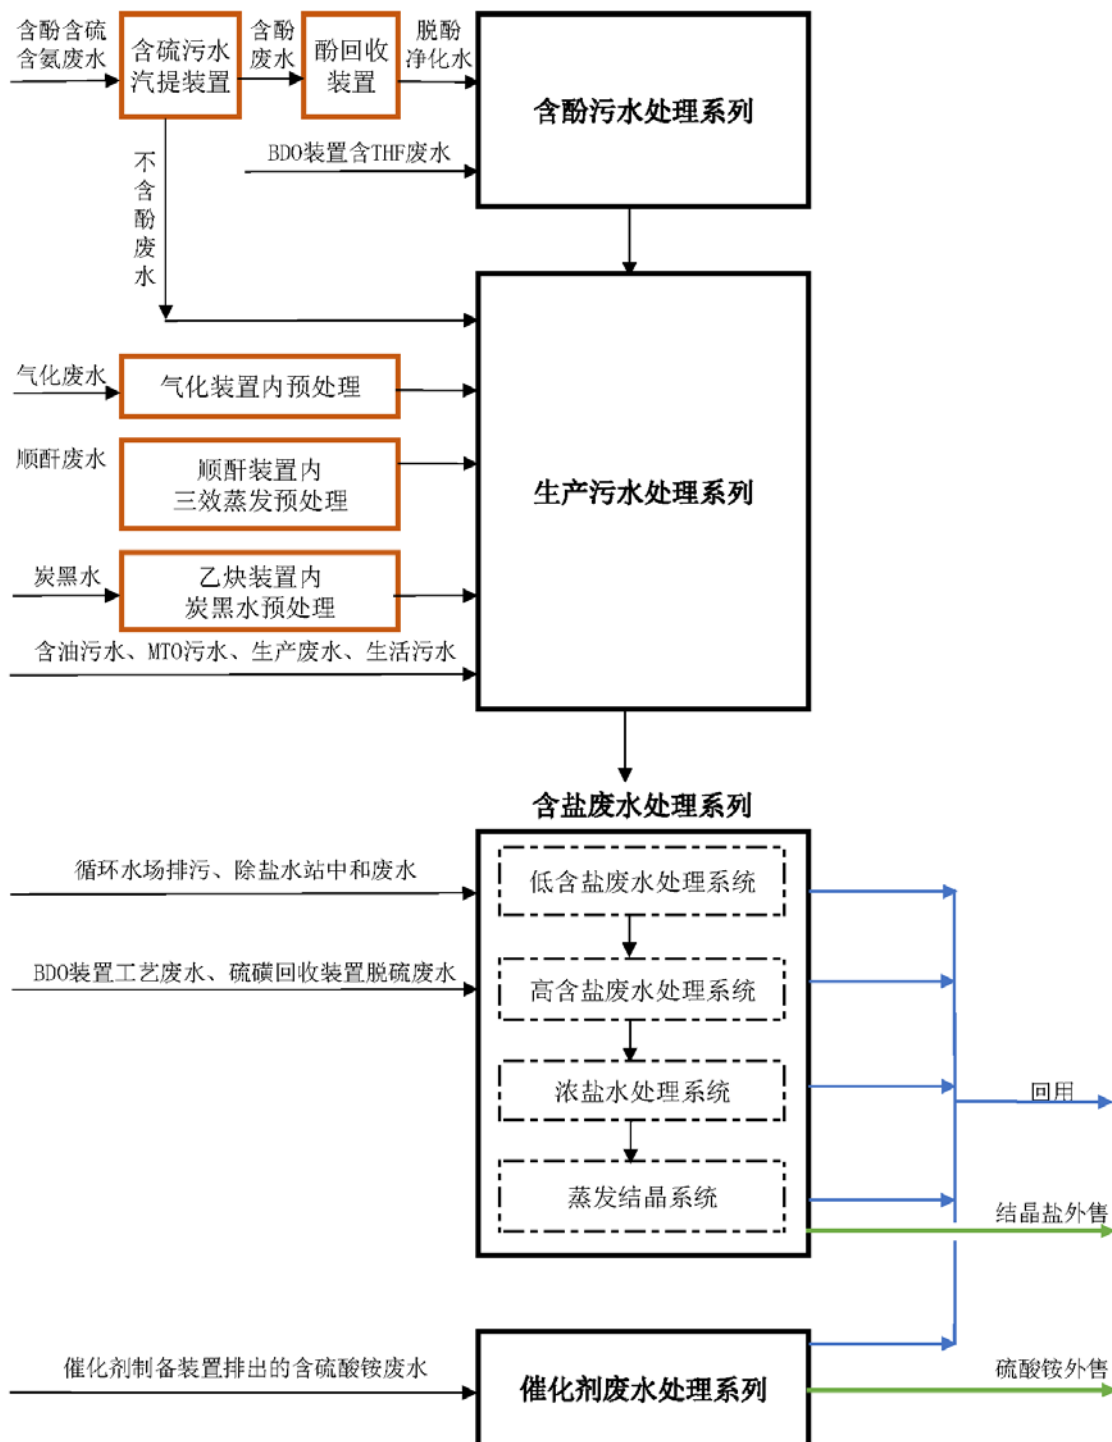 含酚含硫
含氨废水
含硫污水
汽提装置
含酚
废水
酚回收
装置
脱酚
净化水
含酚污水处理系列
BDO装置含THF废水
不含酚废水
气化废水
气化装置内预处理
顺酐废水
顺酐装置内
三效蒸发预处理
生产污水处理系列
炭黑水
乙炔装置内
炭黑水预处理
含油污水、MTO污水、生产废水、生活污水
含盐废水处理系列
循环水场排污、除盐水站中和废水
低含盐废水处理系统
BDO装置工艺废水、硫磺回收装置脱硫废水
高含盐废水处理系统
浓盐水处理系统
回用
蒸发结晶系统
结晶盐外售
催化剂制备装置排出的含硫酸铵废水
催化剂废水处理系列
硫酸铵外售